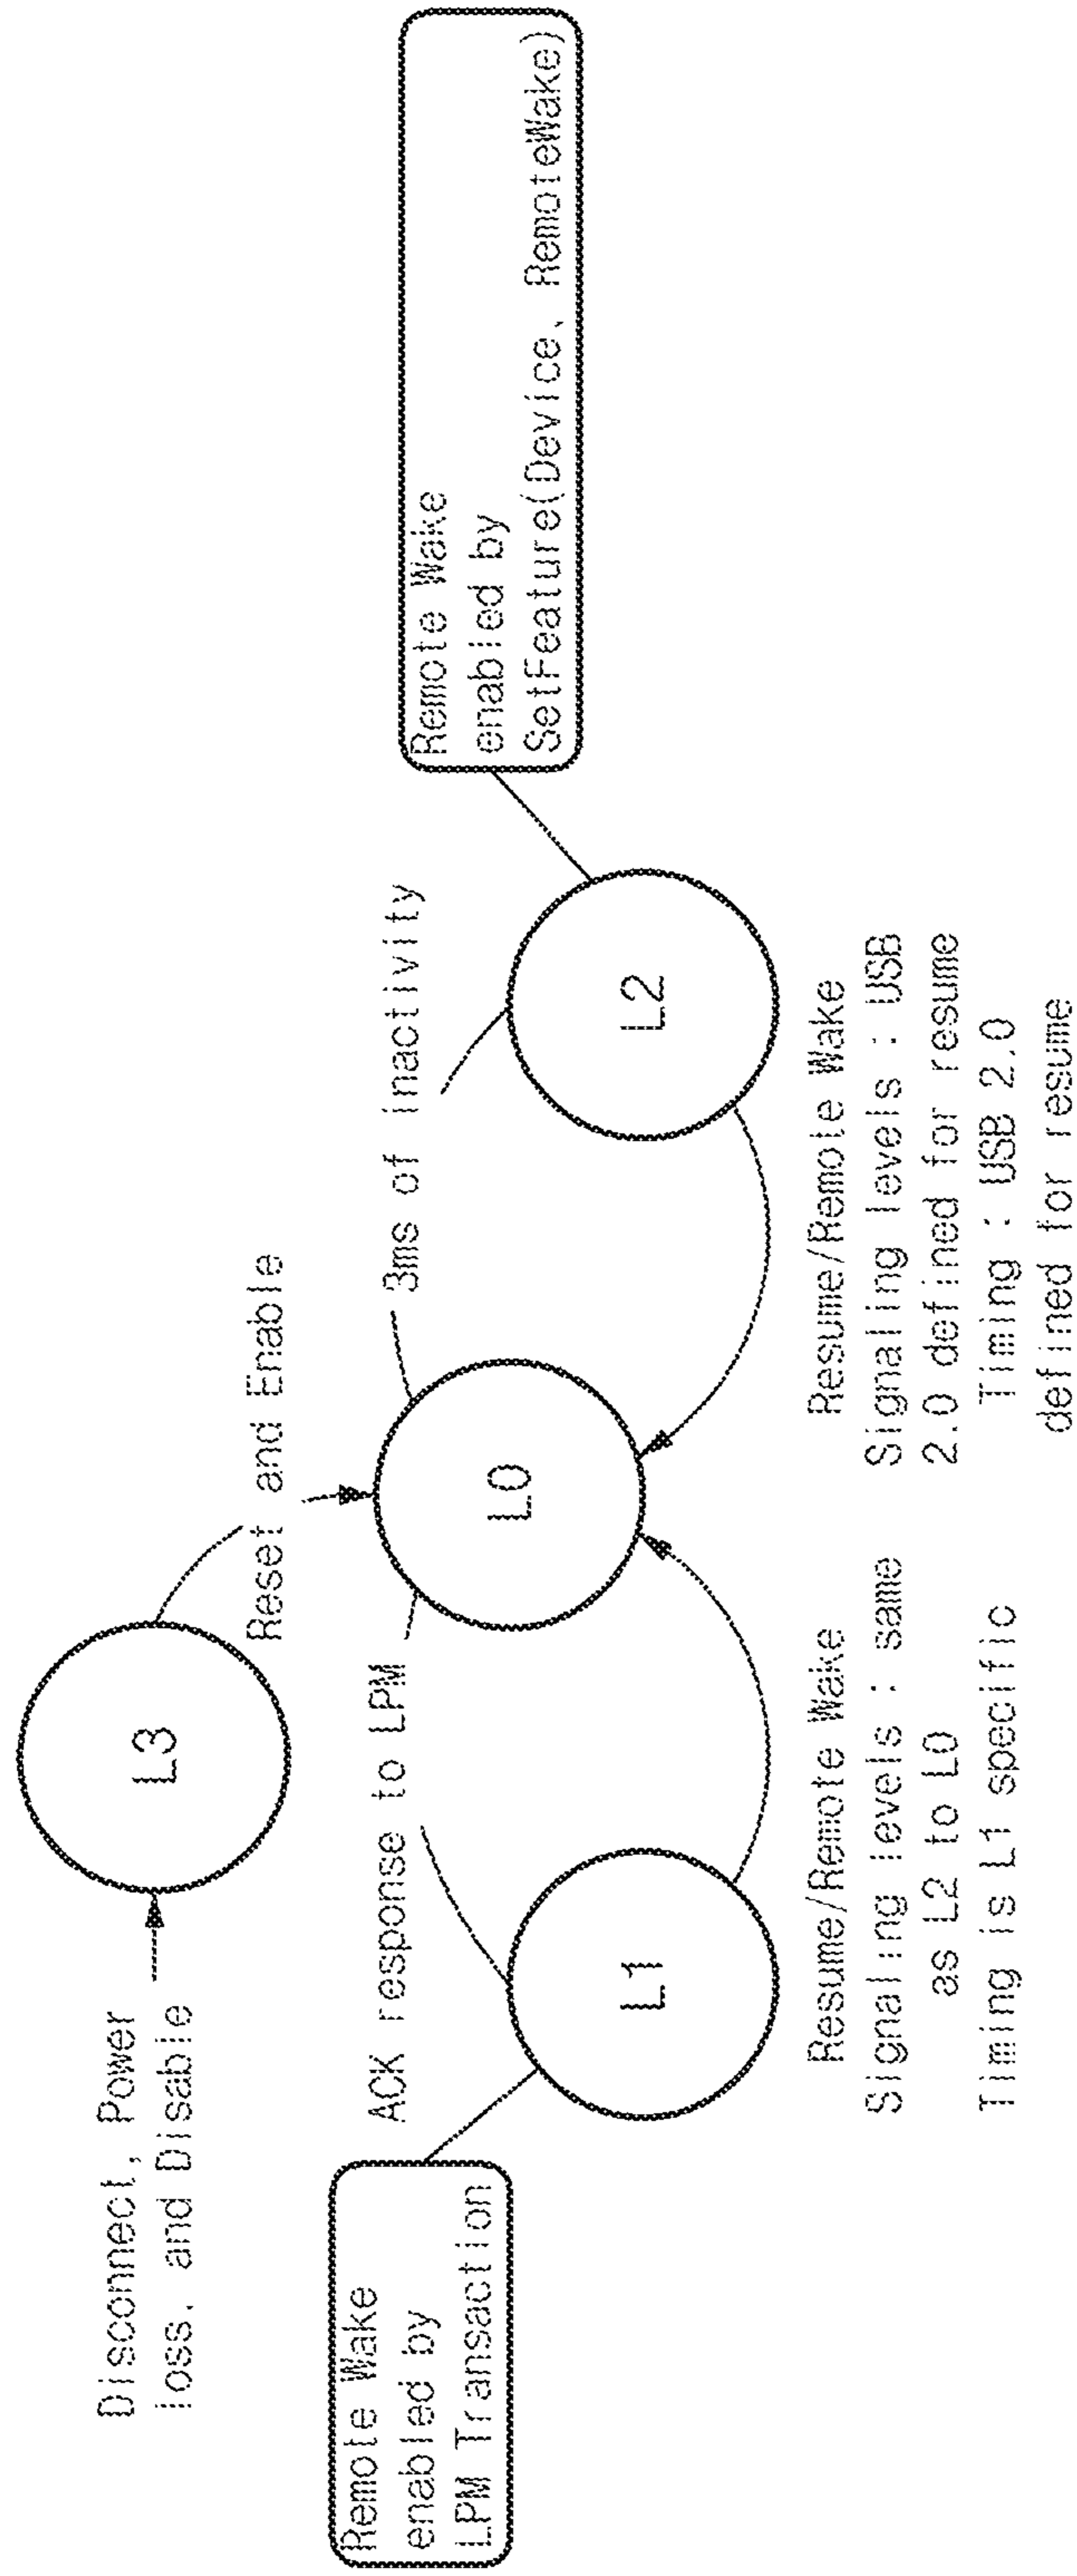 Disconnect, Power
loss, and Disable
L3
Reset and Enable
Remote Wake
enabled by
LPM Transaction
ACK response to LPM
3ms of inactivity
Remote Wake
enabled by
SetFeature(Device, RemoteWake)
L1
L0
L2
Resume/Remote Wake
Signaling levels : same
as L2 to L0
Timing is L1 specific
Resume/Remote Wake
Signaling levels : USB
2.0 defined for resume
Timing : USB 2.0
defined for resume